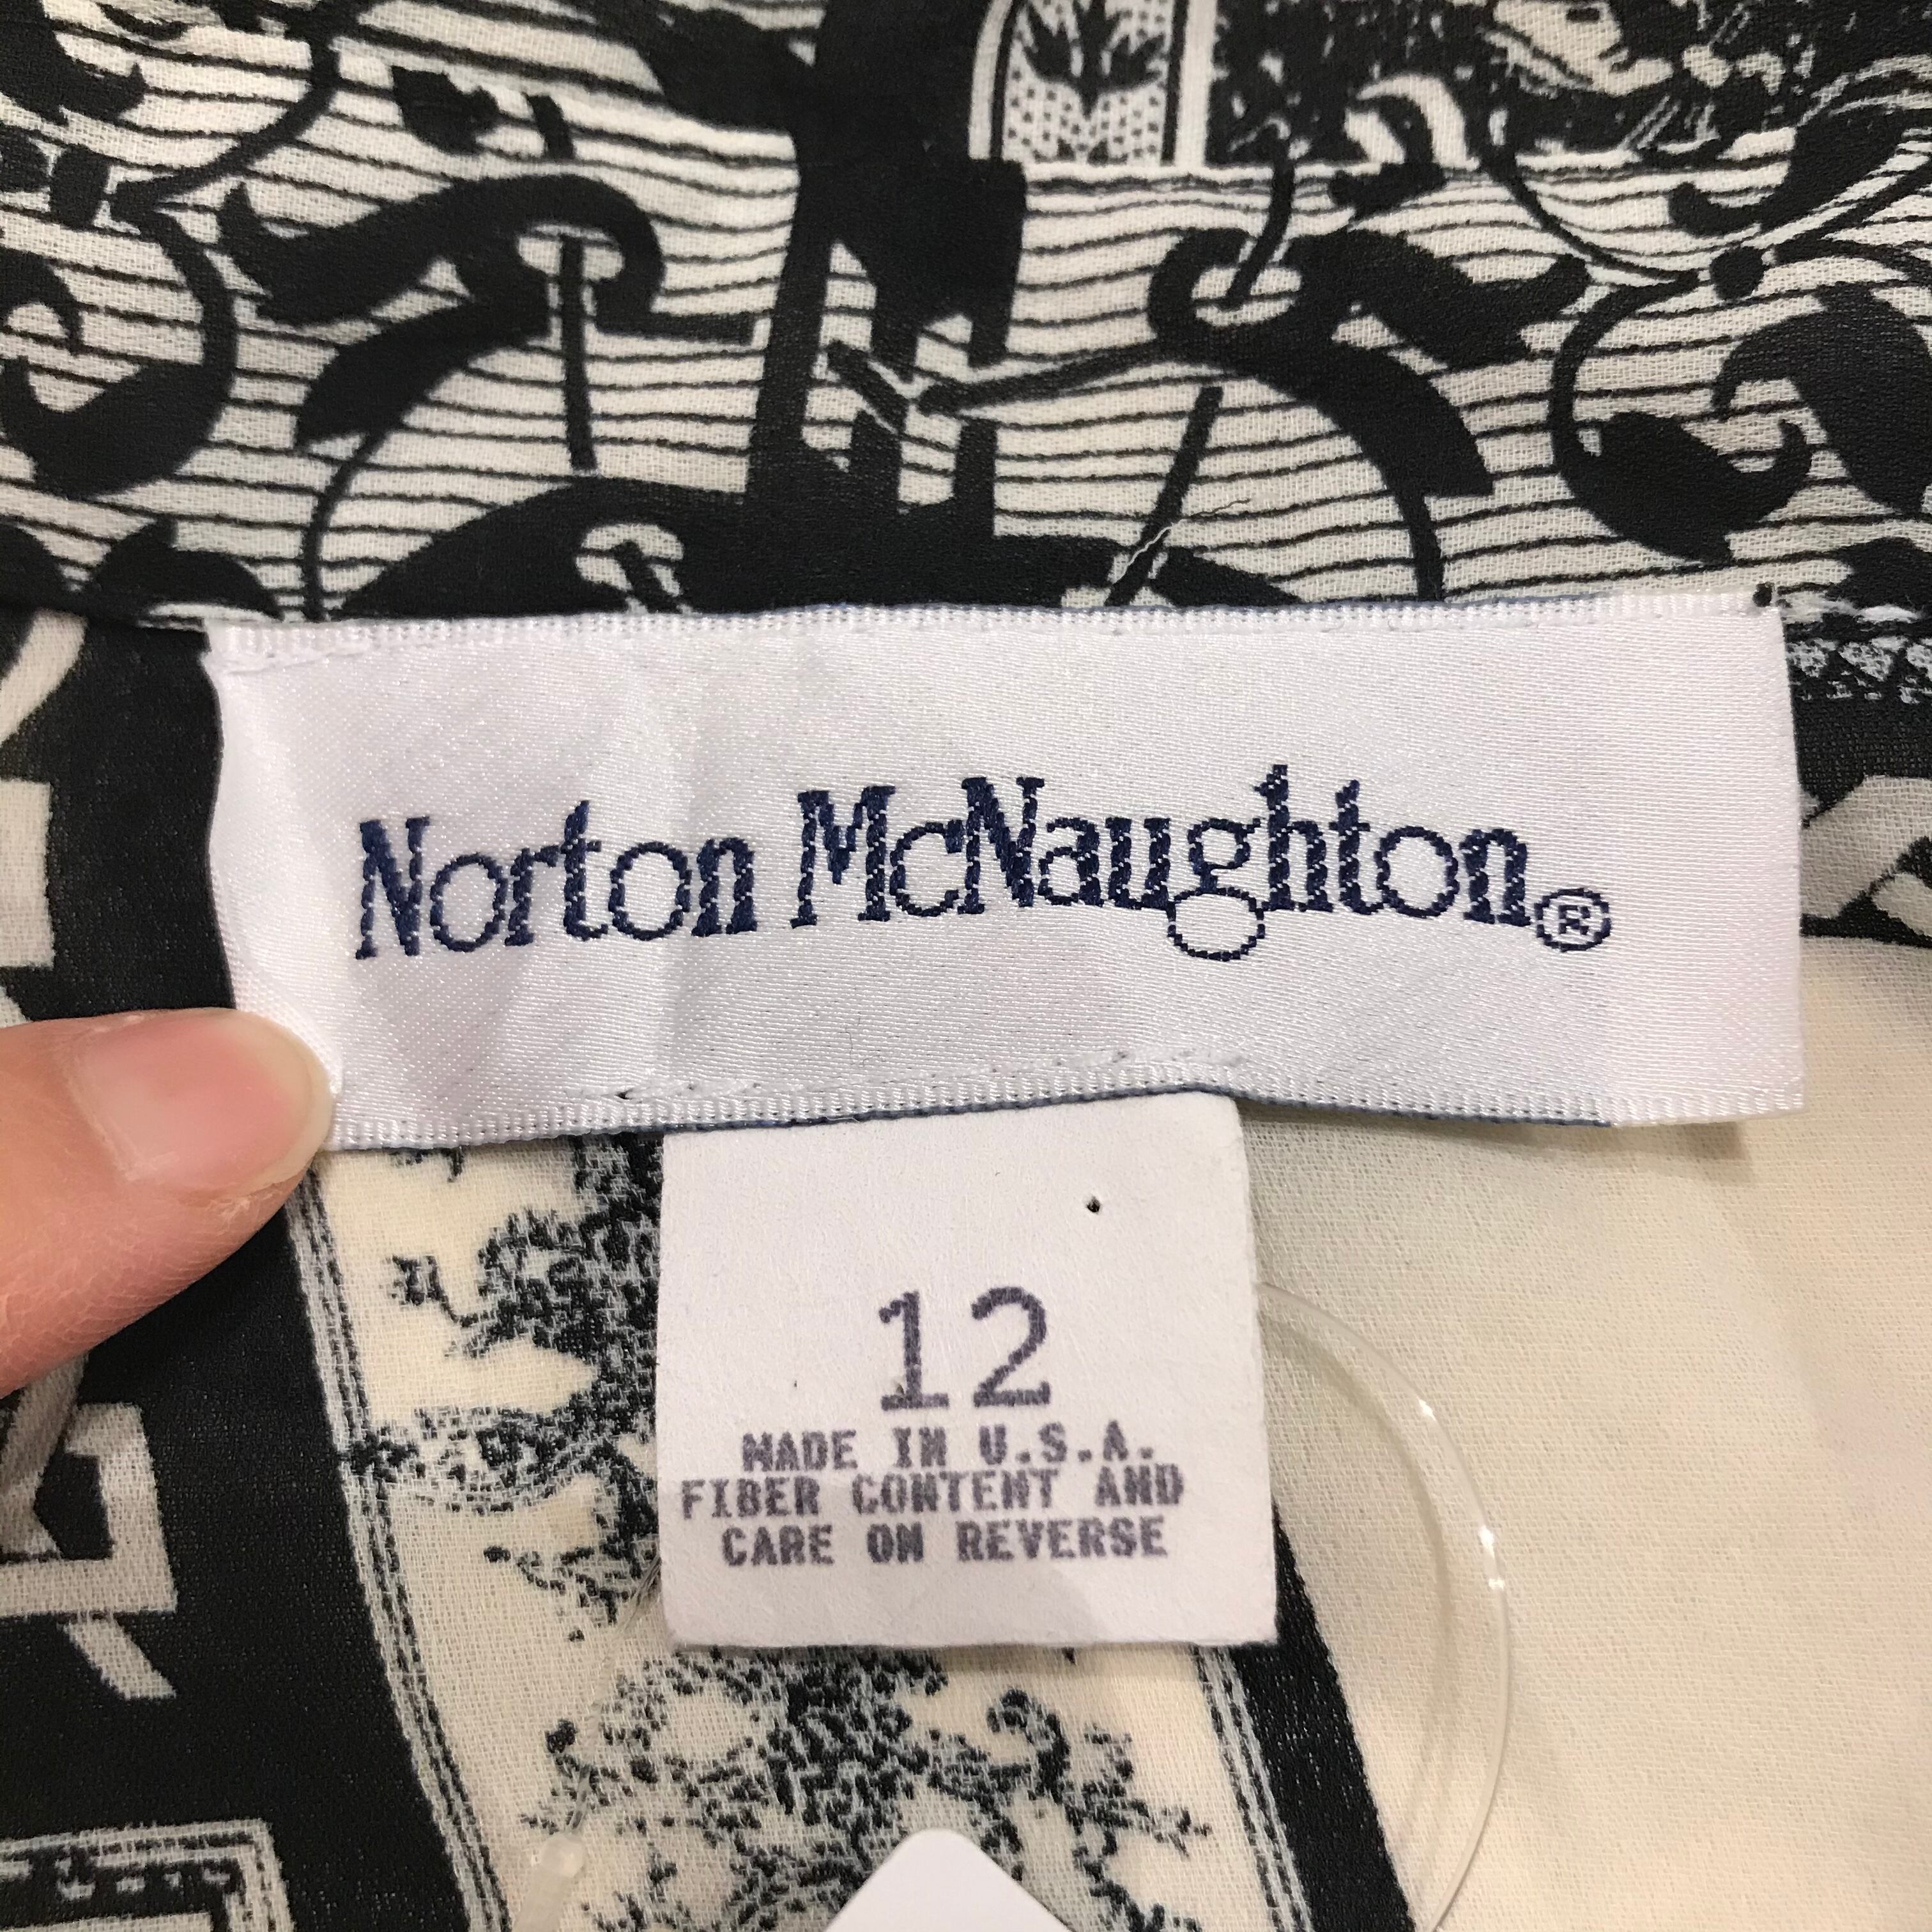 Norton McNaughton®
12
MADE IN U.S.A.
FIBER CONTENT AND
CARE ON REVERSE